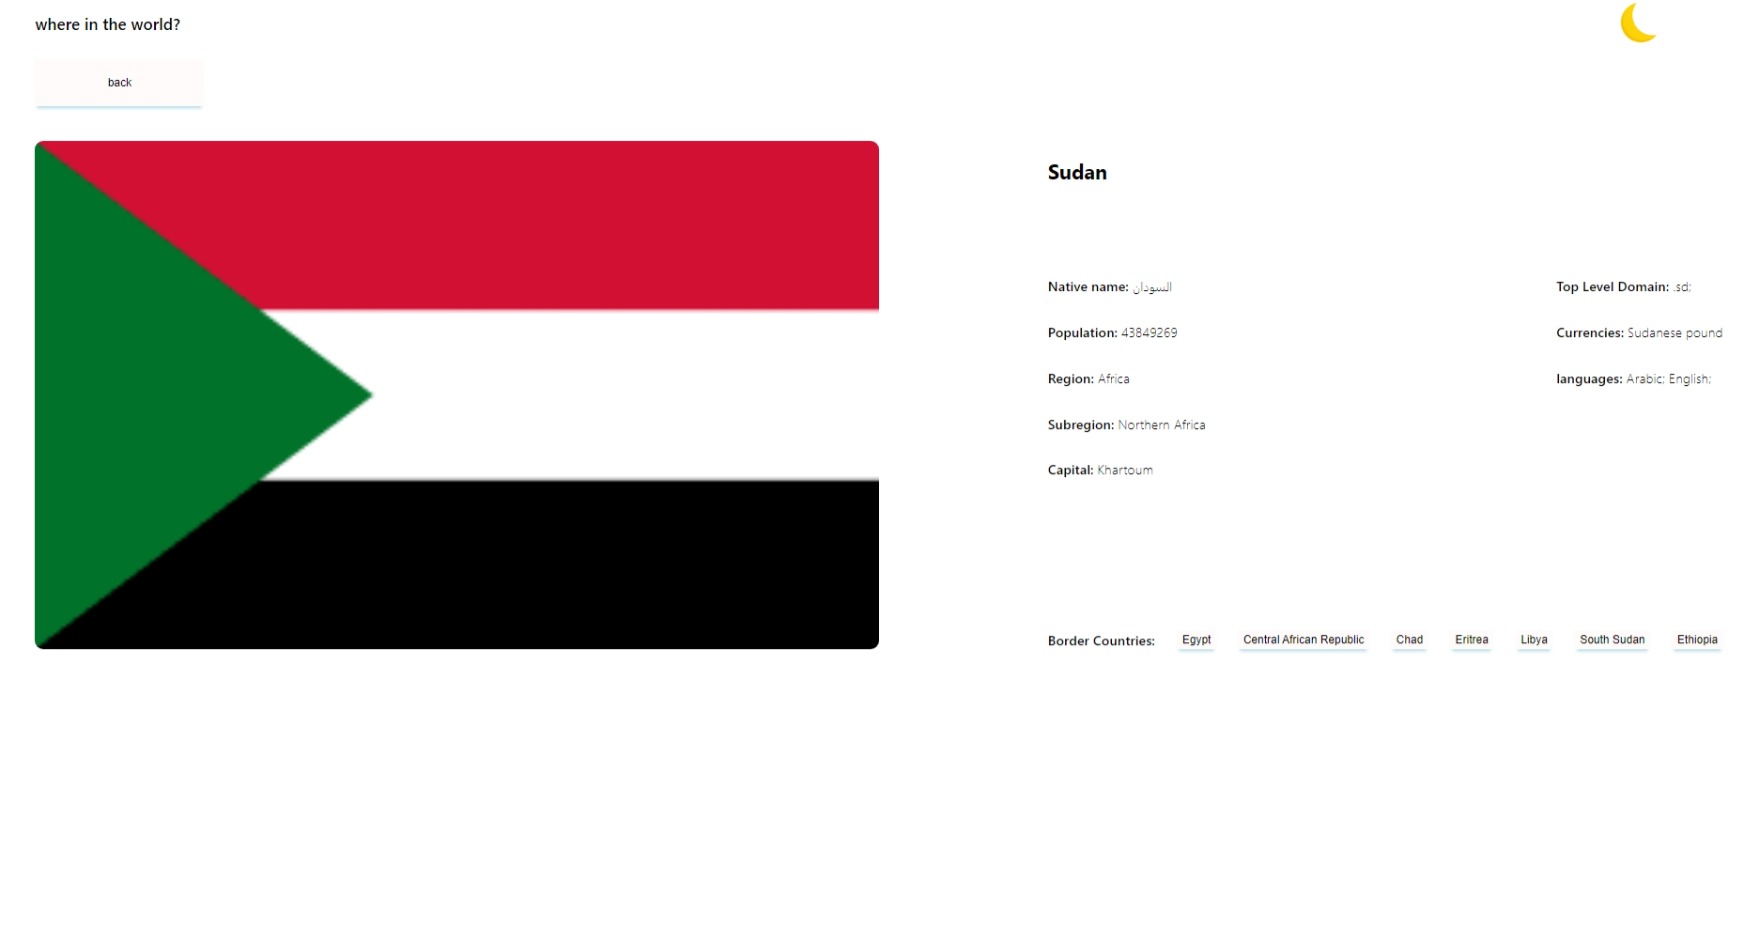 where in the world?
back
Sudan
Native name: السودان
Population: 43849269
Region: Africa
Subregion: Northern Africa
Capital: Khartoum
Top Level Domain: .sd;
Currencies: Sudanese pound
languages: Arabic; English;
Border Countries: Egypt Central African Republic Chad Eritrea Libya South Sudan Ethiopia